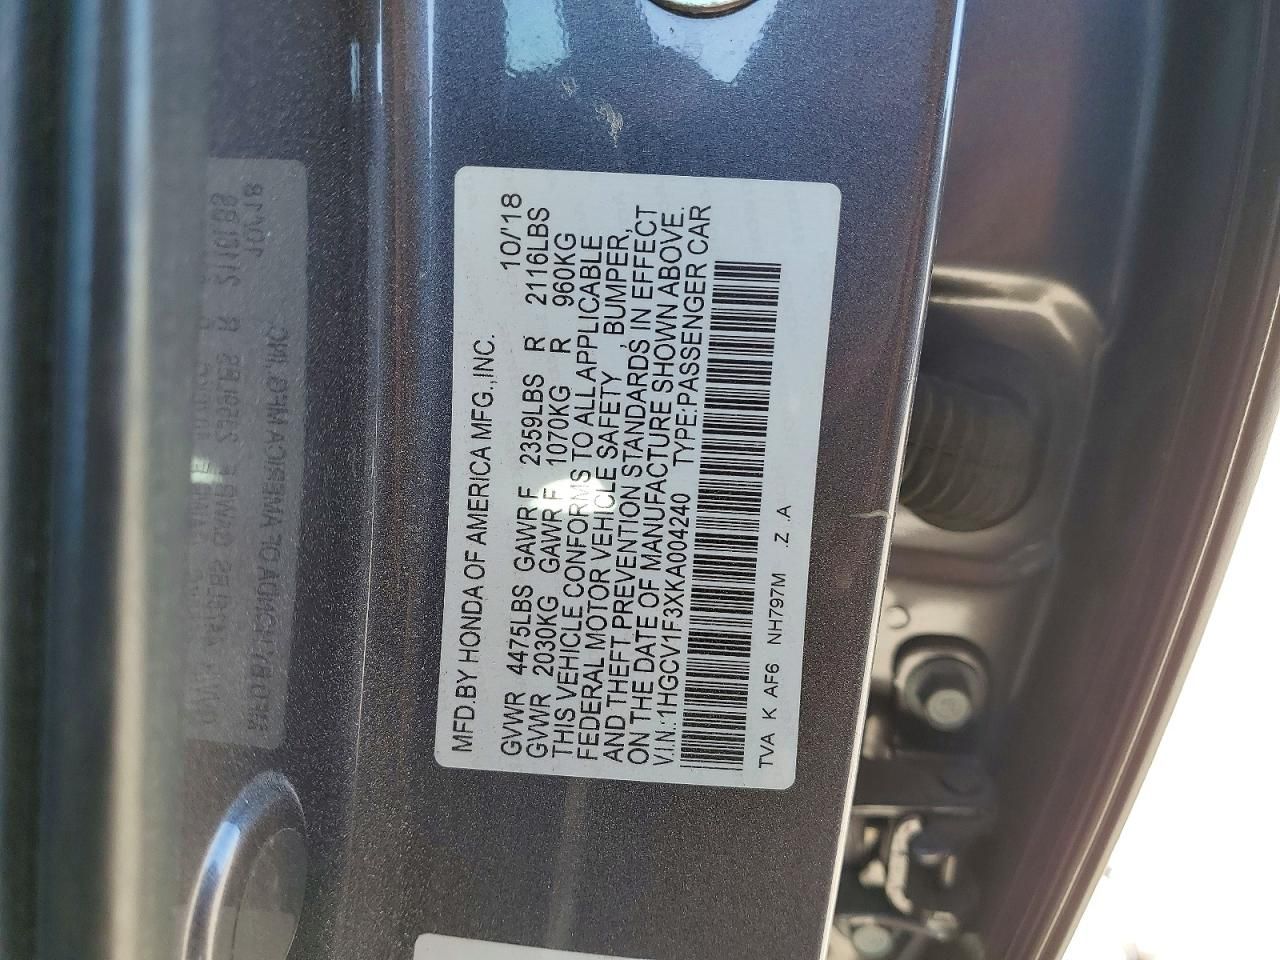 MFD.BY HONDA OF AMERICA MFG.,INC. 10/'18
GVWR 4475LBS GAWR F 2359LBS R 2116LBS
GVWR 2030KG GAWR F 1070KG R 960KG
THIS VEHICLE CONFORMS TO ALL APPLICABLE
FEDERAL MOTOR VEHICLE SAFETY ,BUMPER,
AND THEFT PREVENTION STANDARDS IN EFFECT
ON THE DATE OF MANUFACTURE SHOWN ABOVE.
V.I.N.:1HGCV1F3XKA004240 TYPE:PASSENGER CAR
TVA K AF6 NH797M .Z .A